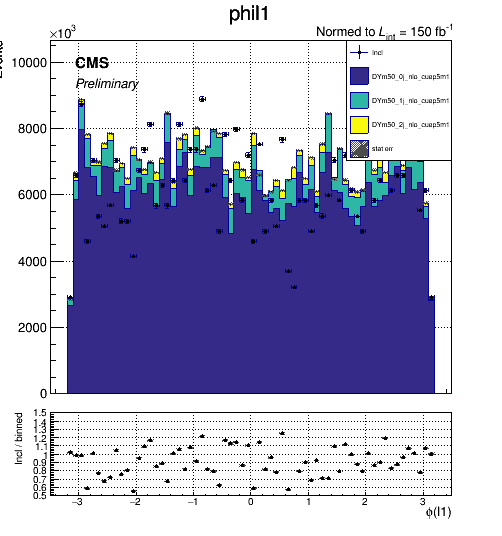 phil1
×10³
Normed to L_int = 150 fb⁻¹
Events
CMS
Preliminary
Incl
DYm50_0j_nlo_cuep5m1
DYm50_1j_nlo_cuep5m1
DYm50_2j_nlo_cuep5m1
stat err
10000
8000
6000
4000
2000
0
Incl / binned
1.5
1.4
1.3
1.2
1.1
1
0.9
0.8
0.7
0.6
0.5
−3 −2 −1 0 1 2 3
ϕ(l1)